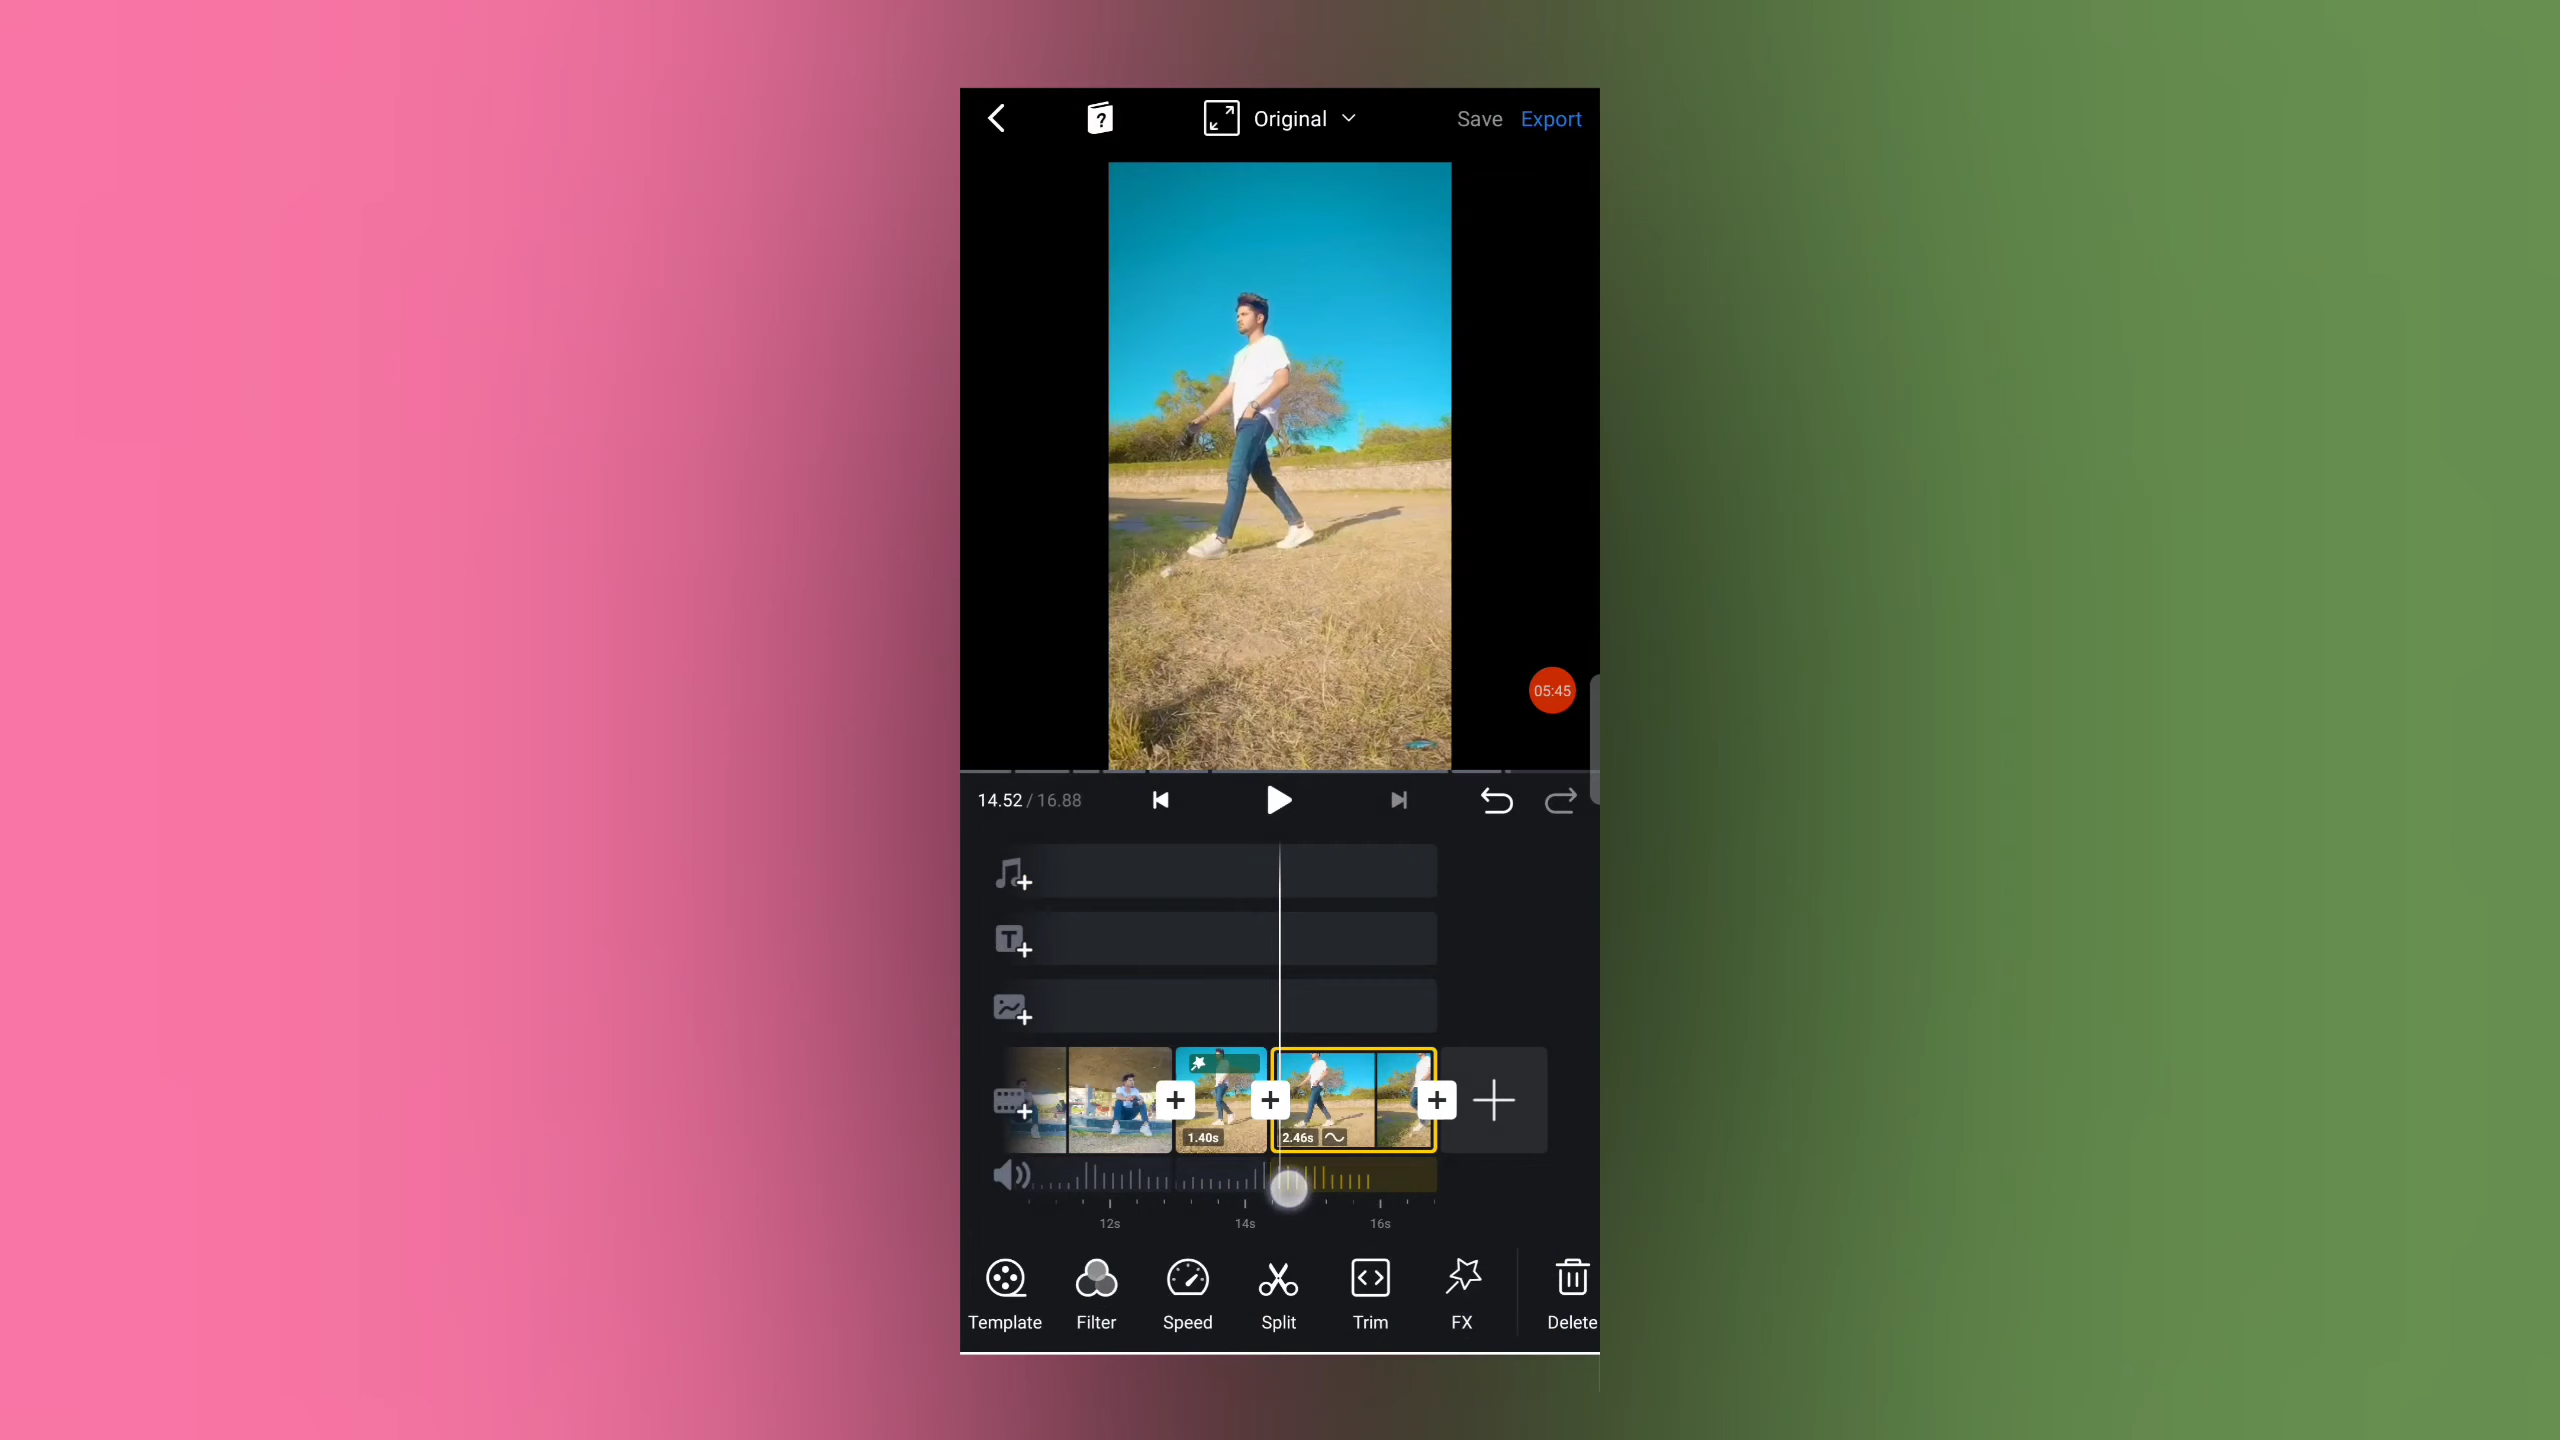 Original
Save Export
05:45
14.52 / 16.88
1.40s
2.46s
12s 14s 16s
Template Filter Speed Split Trim FX Delete